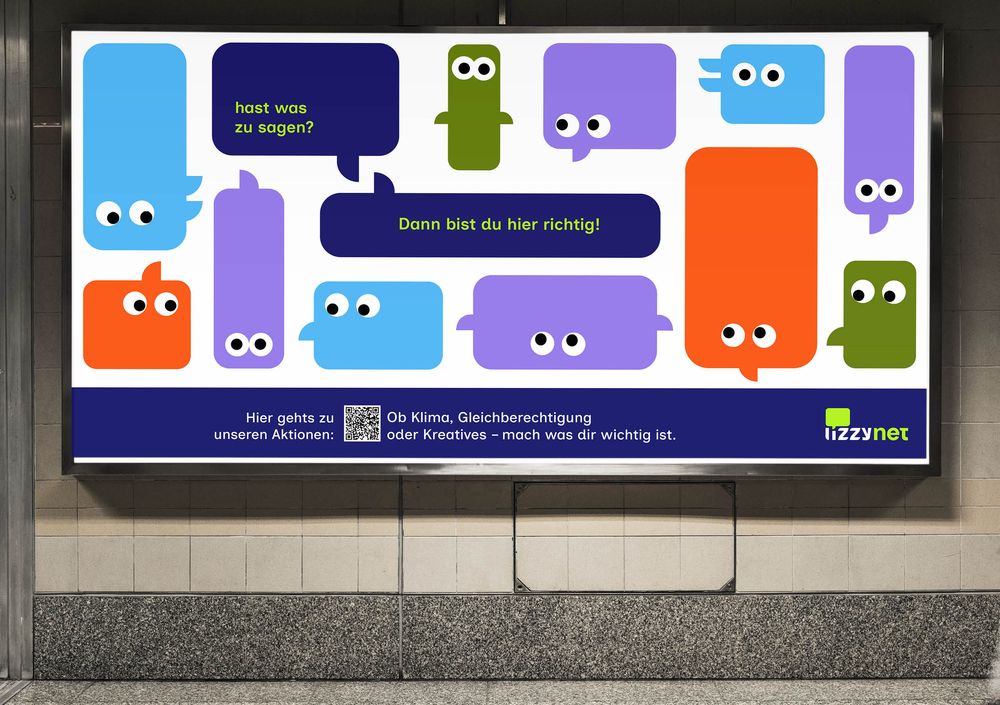 hast was
zu sagen?
Dann bist du hier richtig!
Hier gehts zu
unseren Aktionen:
Ob Klima, Gleichberechtigung
oder Kreatives – mach was dir wichtig ist.
lizzynet